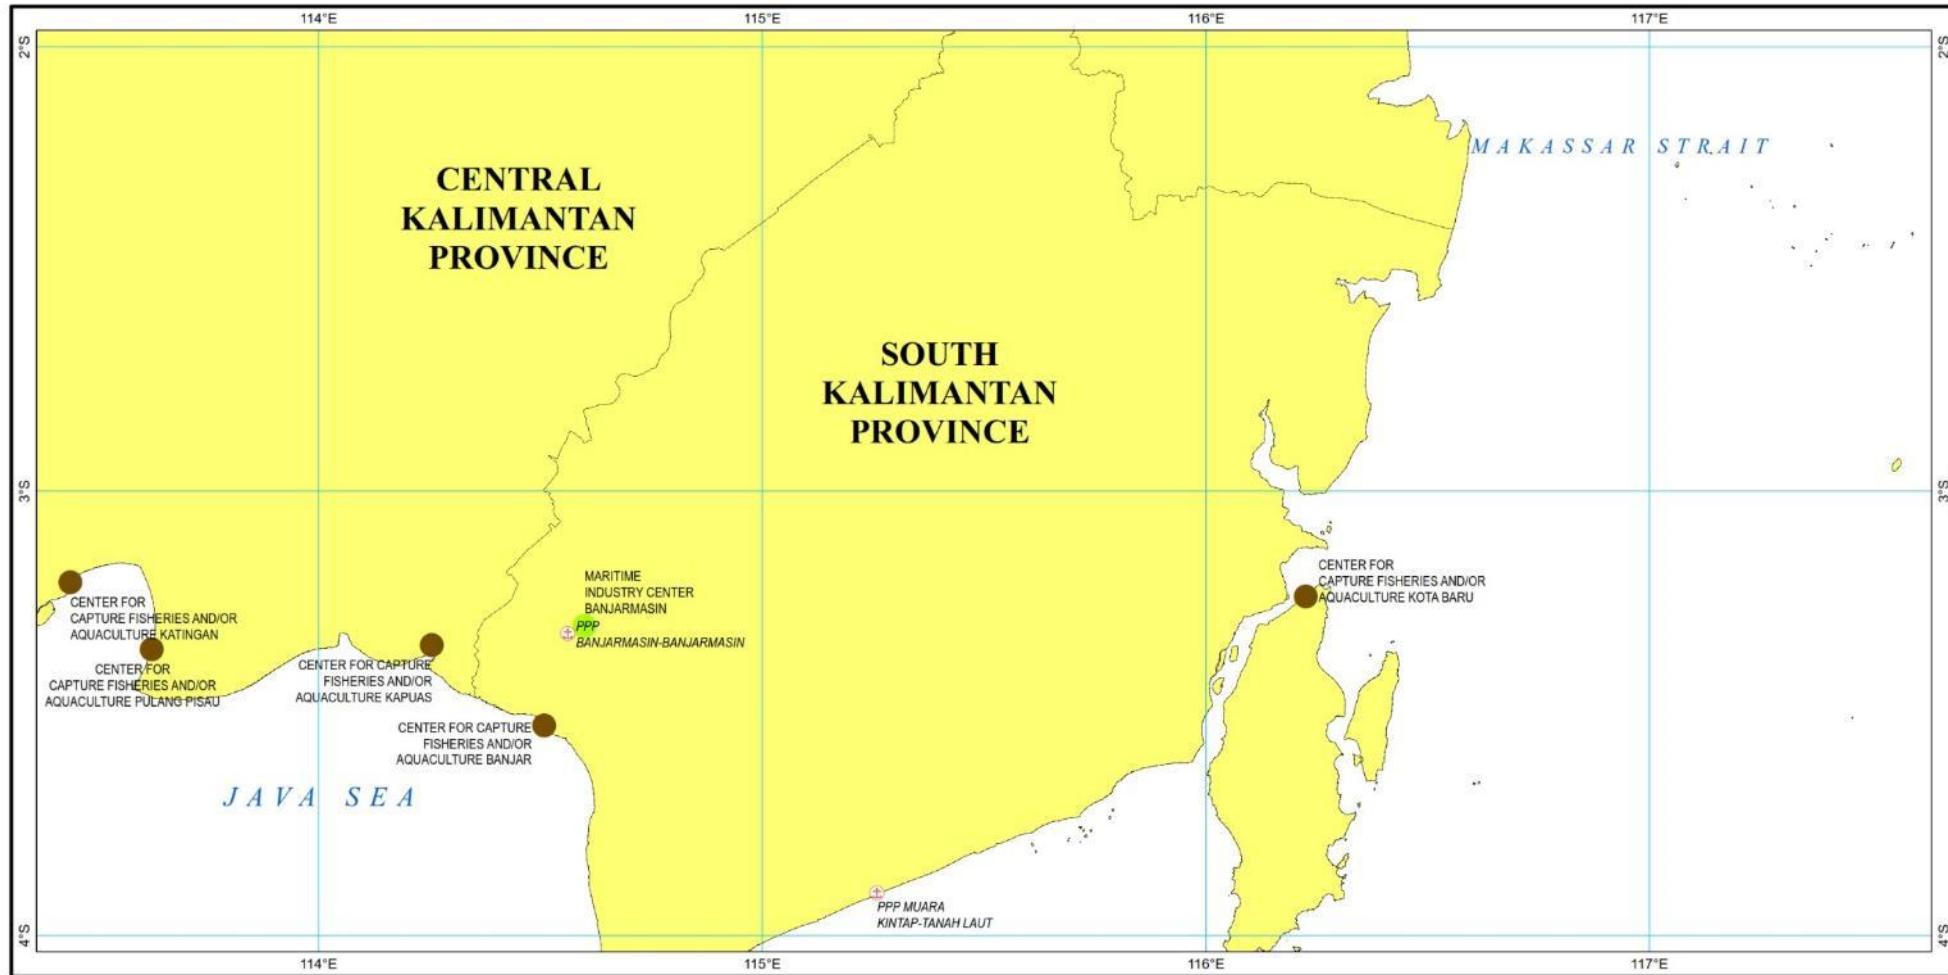 114°E
115°E
116°E
117°E
2°S
2°S
MAKASSAR STRAIT
CENTRAL
KALIMANTAN
PROVINCE
SOUTH
KALIMANTAN
PROVINCE
3°S
3°S
CENTER FOR
CAPTURE FISHERIES AND/OR
AQUACULTURE KATINGAN
CENTER FOR
CAPTURE FISHERIES AND/OR
AQUACULTURE PULANG PISAU
CENTER FOR CAPTURE
FISHERIES AND/OR
AQUACULTURE KAPUAS
CENTER FOR CAPTURE
FISHERIES AND/OR
AQUACULTURE BANJAR
MARITIME
INDUSTRY CENTER
BANJARMASIN
PPP
BANJARMASIN-BANJARMASIN
CENTER FOR
CAPTURE FISHERIES AND/OR
AQUACULTURE KOTA BARU
JAVA SEA
PPP MUARA
KINTAP-TANAH LAUT
4°S
4°S
114°E
115°E
116°E
117°E